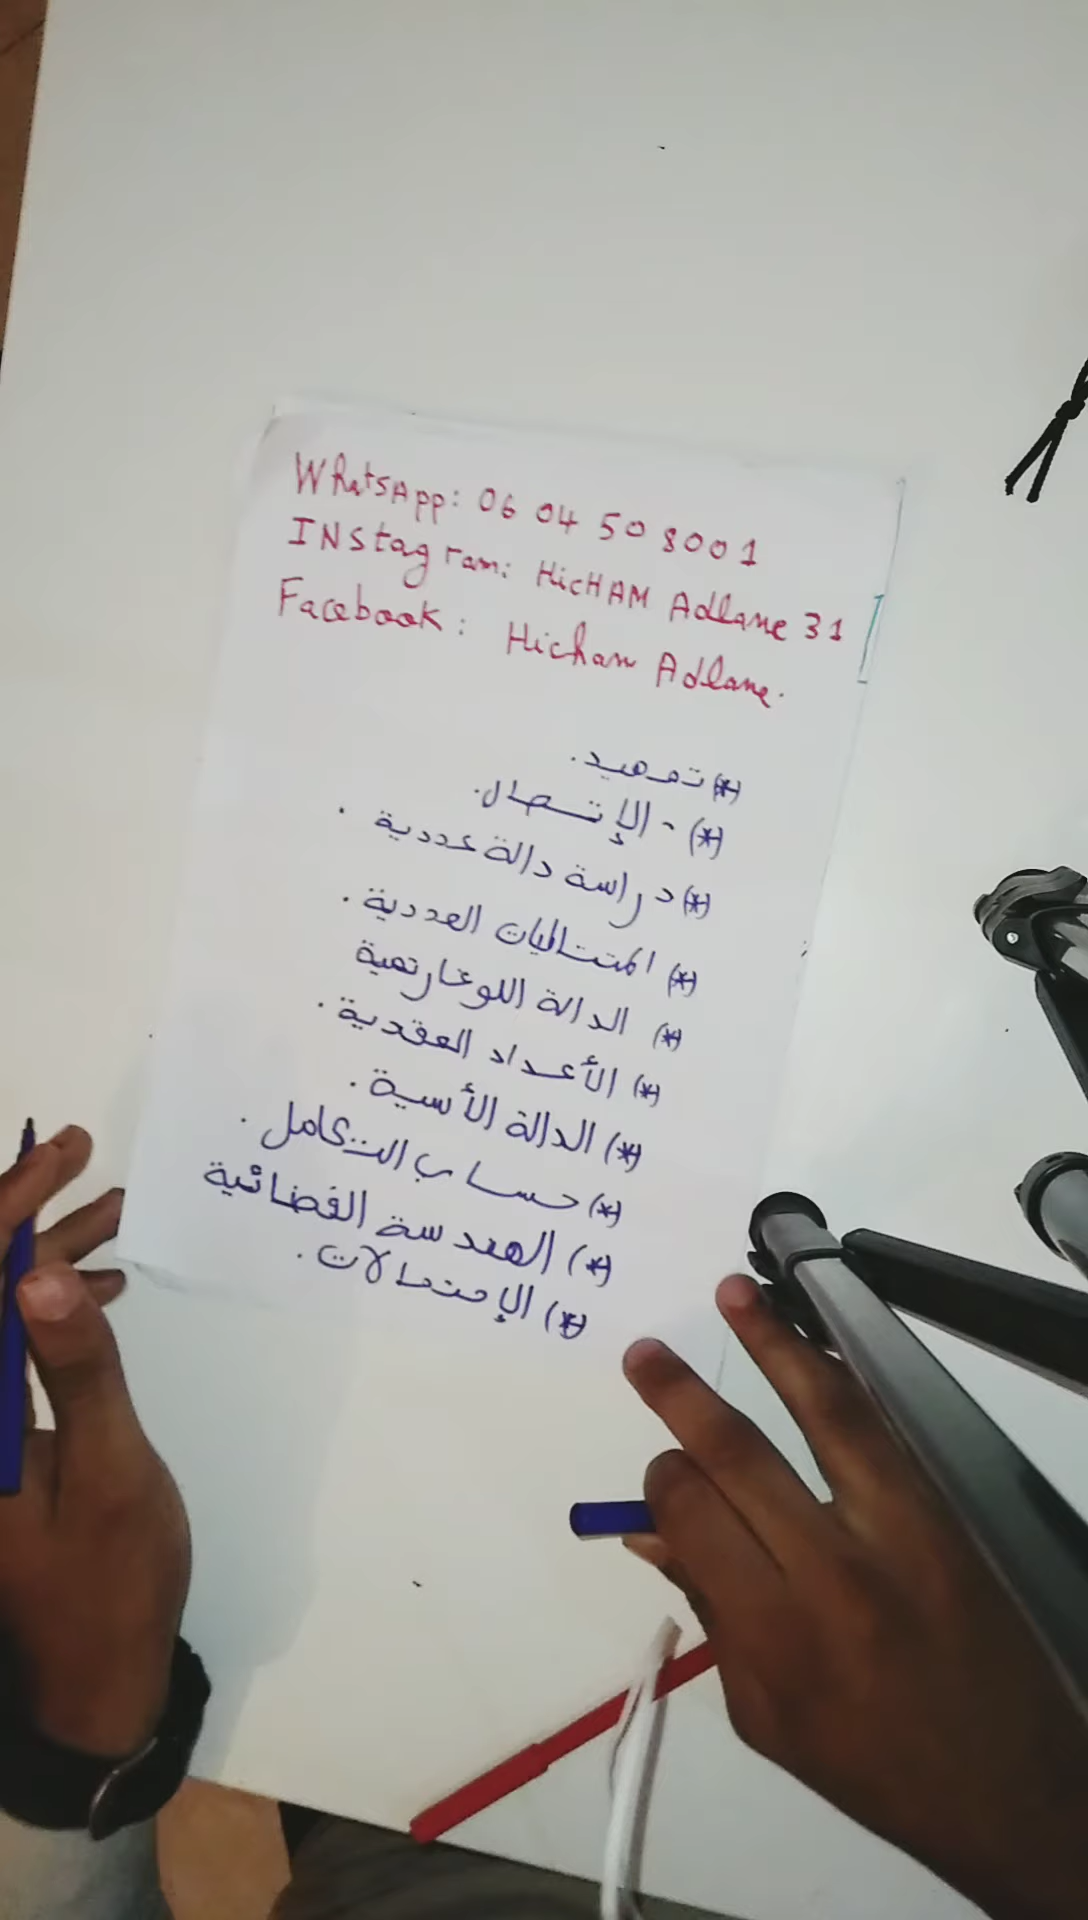 WhatsApp: 06 04 50 8001
INStagram: HicHAM Adlane 31
Facebook: Hicham Adlane.
(*) تمهيد.
(*) - الإتصال.
(*) دراسة دالة عددية.
(*) المتتاليات العددية.
(*) الدالة اللوغارتمية
(*) الأعداد العقدية.
(*) الدالة الأسية.
(*) حساب التكامل.
(*) الهندسة الفضائية
(*) الإحتمالات.